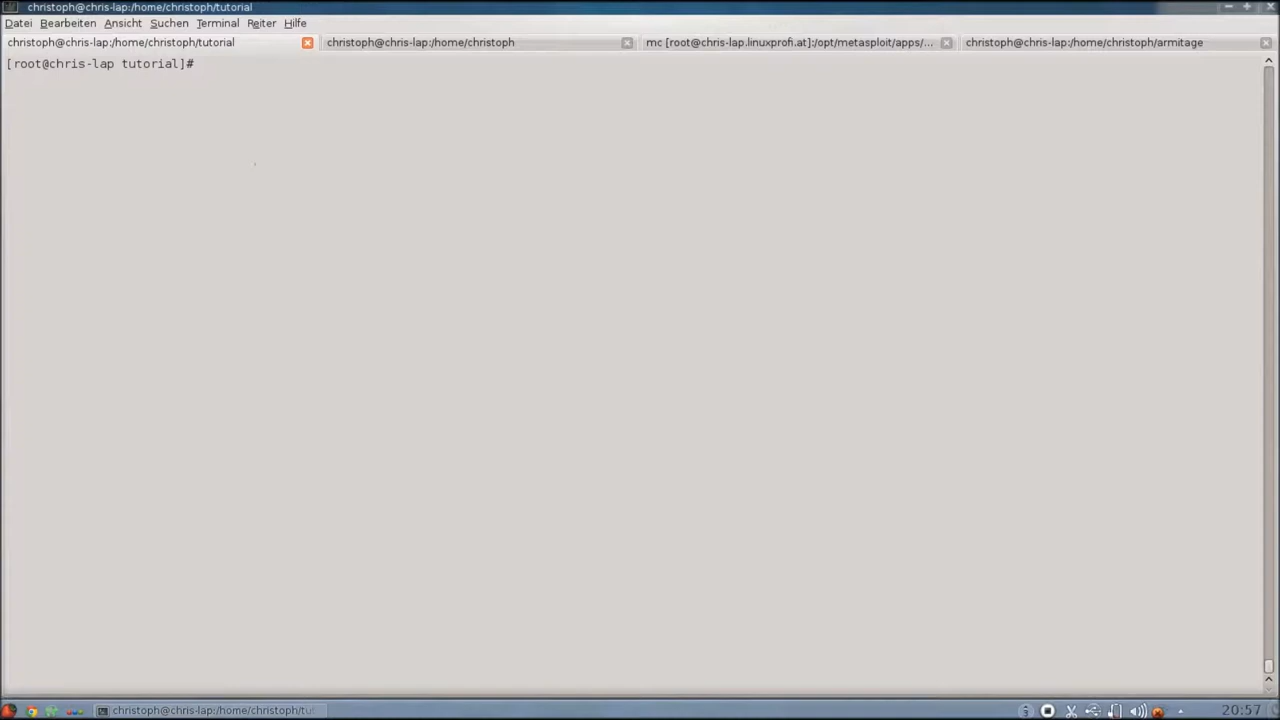 christoph@chris-lap:/home/christoph/tutorial
Datei Bearbeiten Ansicht Suchen Terminal Reiter Hilfe
christoph@chris-lap:/home/christoph/tutorial christoph@chris-lap:/home/christoph mc [root@chris-lap.linuxprofi.at]:/opt/metasploit/apps/... christoph@chris-lap:/home/christoph/armitage
[root@chris-lap tutorial]#
christoph@chris-lap:/home/christoph/tut 20:57